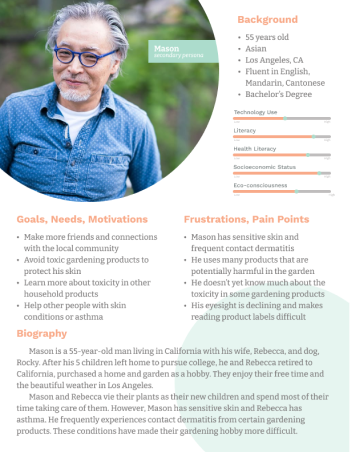 Mason
secondary persona
Background
• 55 years old
• Asian
• Los Angeles, CA
• Fluent in English,
Mandarin, Cantonese
• Bachelor's Degree
Technology Use
Literacy
Health Literacy
Socioeconomic Status
Eco-consciousness
Goals, Needs, Motivations
• Make more friends and connections
with the local community
• Avoid toxic gardening products to
protect his skin
• Learn more about toxicity in other
household products
• Help other people with skin
conditions or asthma
Frustrations, Pain Points
• Mason has sensitive skin and
frequent contact dermatitis
• He uses many products that are
potentially harmful in the garden
• He doesn't yet know much about the
toxicity in some gardening products
• His eyesight is declining and makes
reading product labels difficult
Biography
Mason is a 55-year-old man living in California with his wife, Rebecca, and dog,
Rocky. After his 5 children left home to pursue college, he and Rebecca retired to
California, purchased a home and garden as a hobby. They enjoy their free time and
the beautiful weather in Los Angeles.
Mason and Rebecca vie their plants as their new children and spend most of their
time taking care of them. However, Mason has sensitive skin and Rebecca has
asthma. He frequently experiences contact dermatitis from certain gardening
products. These conditions have made their gardening hobby more difficult.